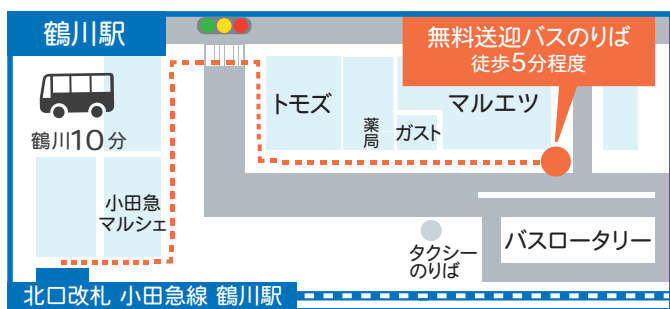 鶴川駅
無料送迎バスのりば
徒歩5分程度
鶴川10分
トモズ
薬局
ガスト
マルエツ
小田急
マルシェ
タクシー
のりば
バスロータリー
北口改札 小田急線 鶴川駅